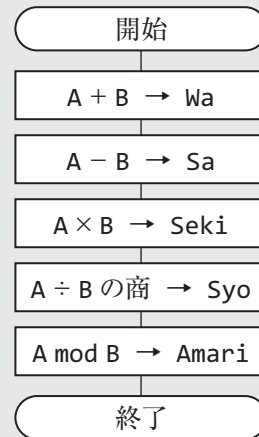 開始
A + B → Wa
A − B → Sa
A × B → Seki
A ÷ B の商 → Syo
A mod B → Amari
終了